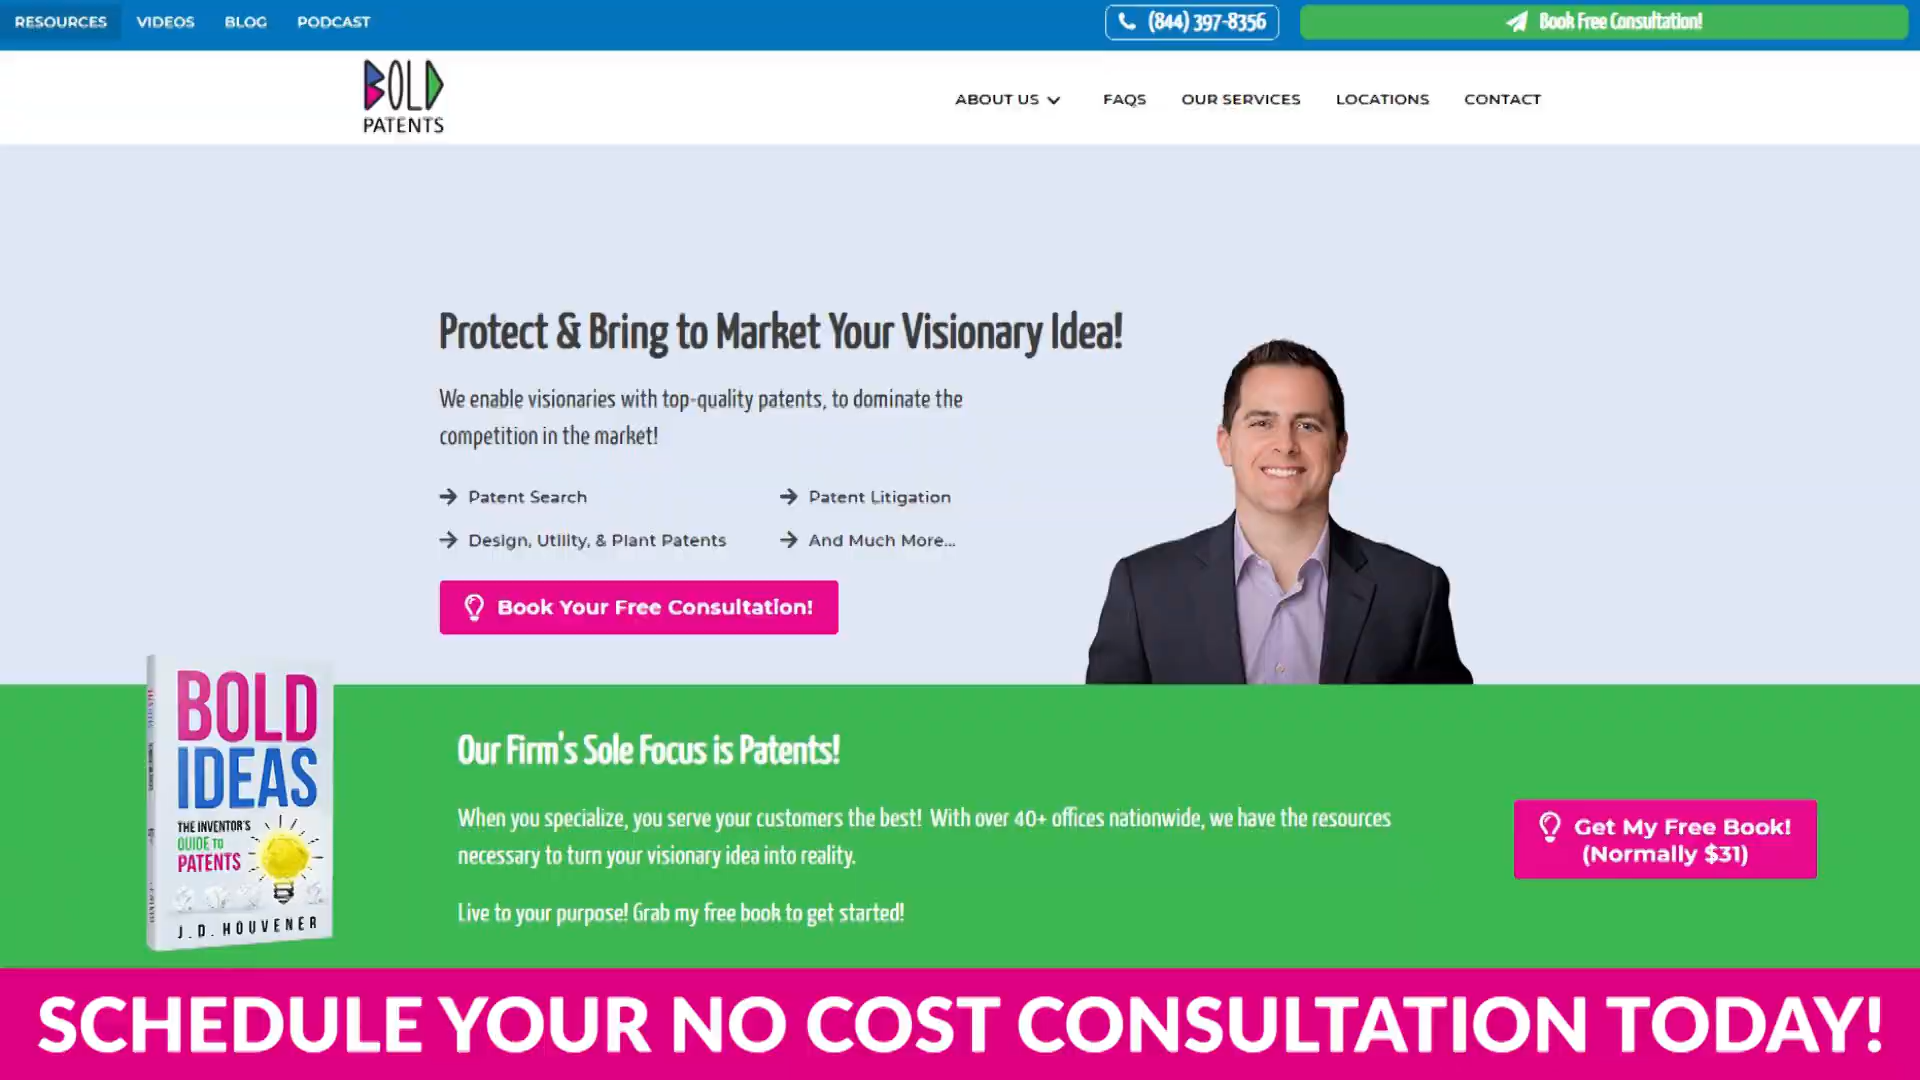 RESOURCES VIDEOS BLOG PODCAST (844) 397-8356 Book Free Consultation!
BOLD
PATENTS
ABOUT US FAQS OUR SERVICES LOCATIONS CONTACT
Protect & Bring to Market Your Visionary Idea!
We enable visionaries with top-quality patents, to dominate the
competition in the market!
Patent Search
Patent Litigation
Design, Utility, & Plant Patents
And Much More...
Book Your Free Consultation!
BOLD
IDEAS
THE INVENTOR'S
GUIDE TO
PATENTS
J.D. HOUVENER
Our Firm's Sole Focus is Patents!
When you specialize, you serve your customers the best! With over 40+ offices nationwide, we have the resources
necessary to turn your visionary idea into reality.
Live to your purpose! Grab my free book to get started!
Get My Free Book!
(Normally $31)
SCHEDULE YOUR NO COST CONSULTATION TODAY!